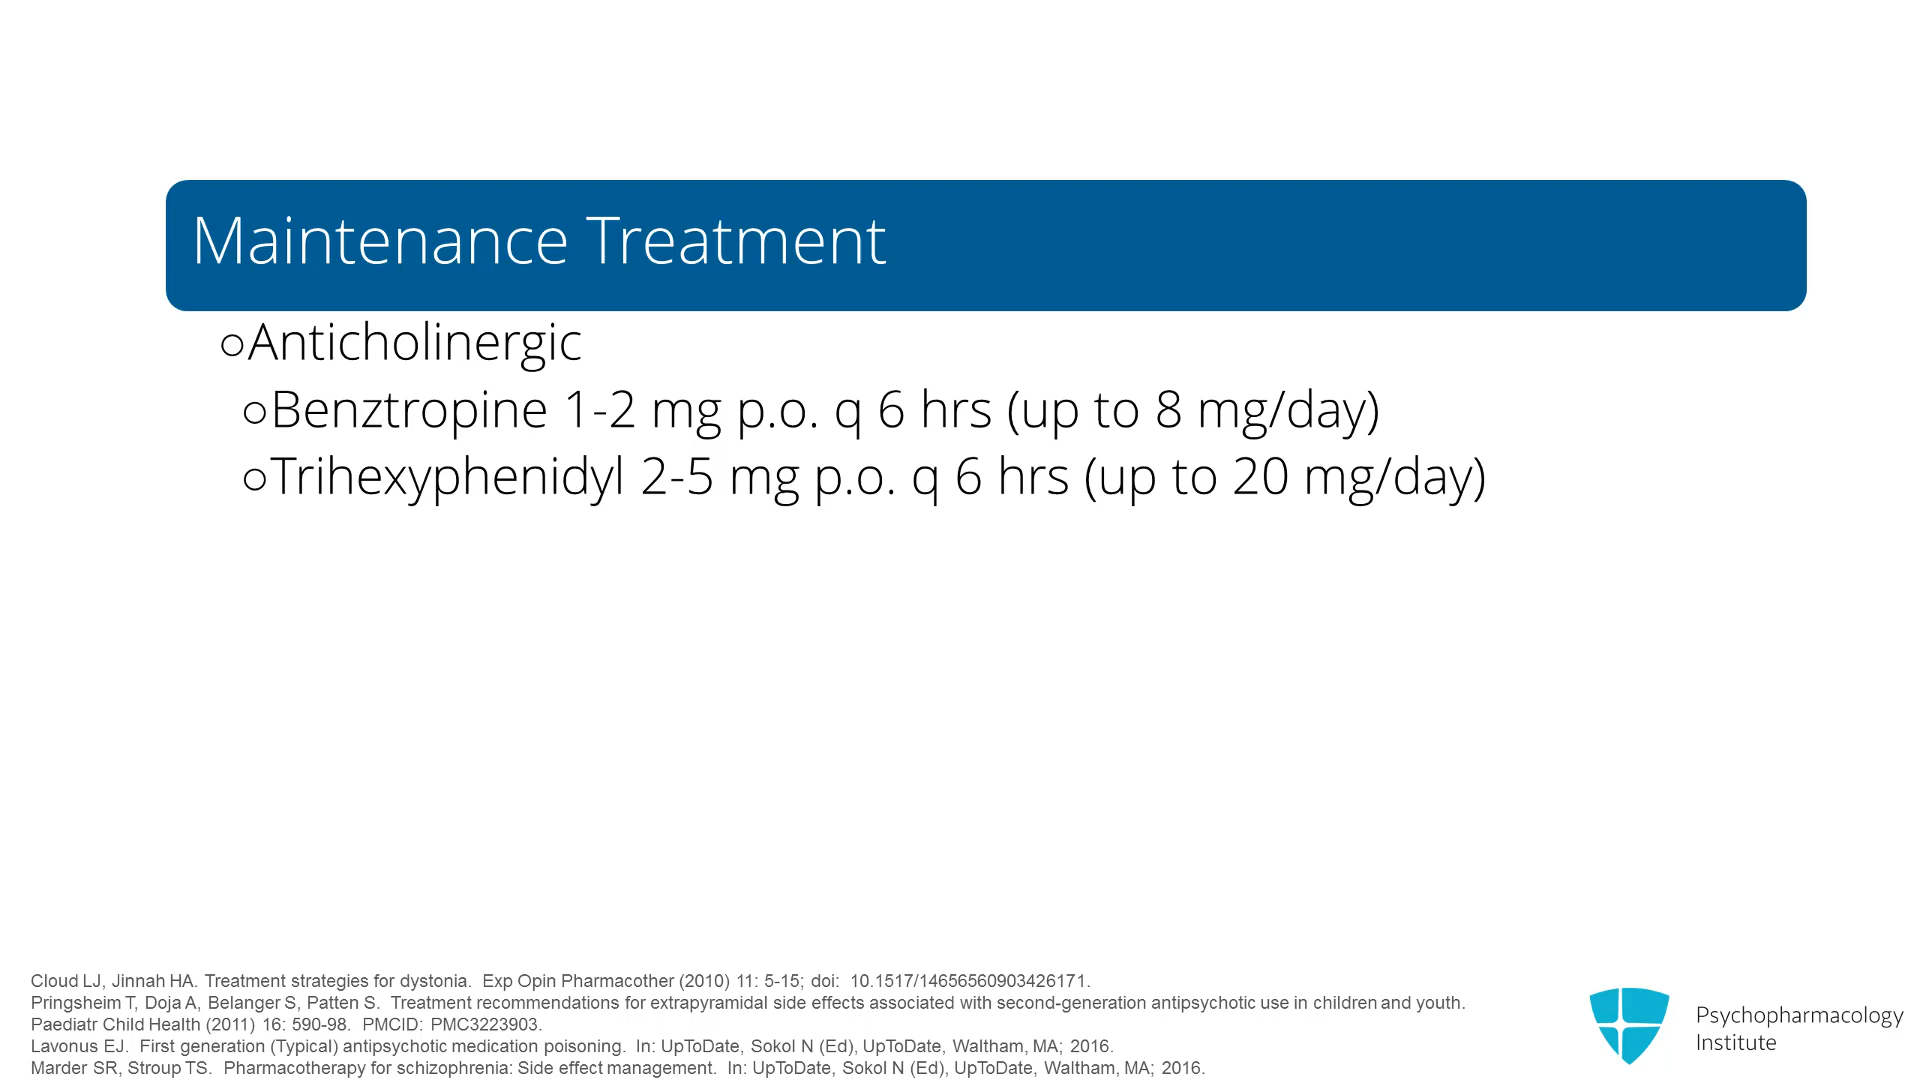 Maintenance Treatment
○Anticholinergic
○Benztropine 1-2 mg p.o. q 6 hrs (up to 8 mg/day)
○Trihexyphenidyl 2-5 mg p.o. q 6 hrs (up to 20 mg/day)
Cloud LJ, Jinnah HA. Treatment strategies for dystonia. Exp Opin Pharmacother (2010) 11: 5-15; doi: 10.1517/14656560903426171.
Pringsheim T, Doja A, Belanger S, Patten S. Treatment recommendations for extrapyramidal side effects associated with second-generation antipsychotic use in children and youth.
Paediatr Child Health (2011) 16: 590-98. PMCID: PMC3223903.
Lavonus EJ. First generation (Typical) antipsychotic medication poisoning. In: UpToDate, Sokol N (Ed), UpToDate, Waltham, MA; 2016.
Marder SR, Stroup TS. Pharmacotherapy for schizophrenia: Side effect management. In: UpToDate, Sokol N (Ed), UpToDate, Waltham, MA; 2016.
Psychopharmacology
Institute